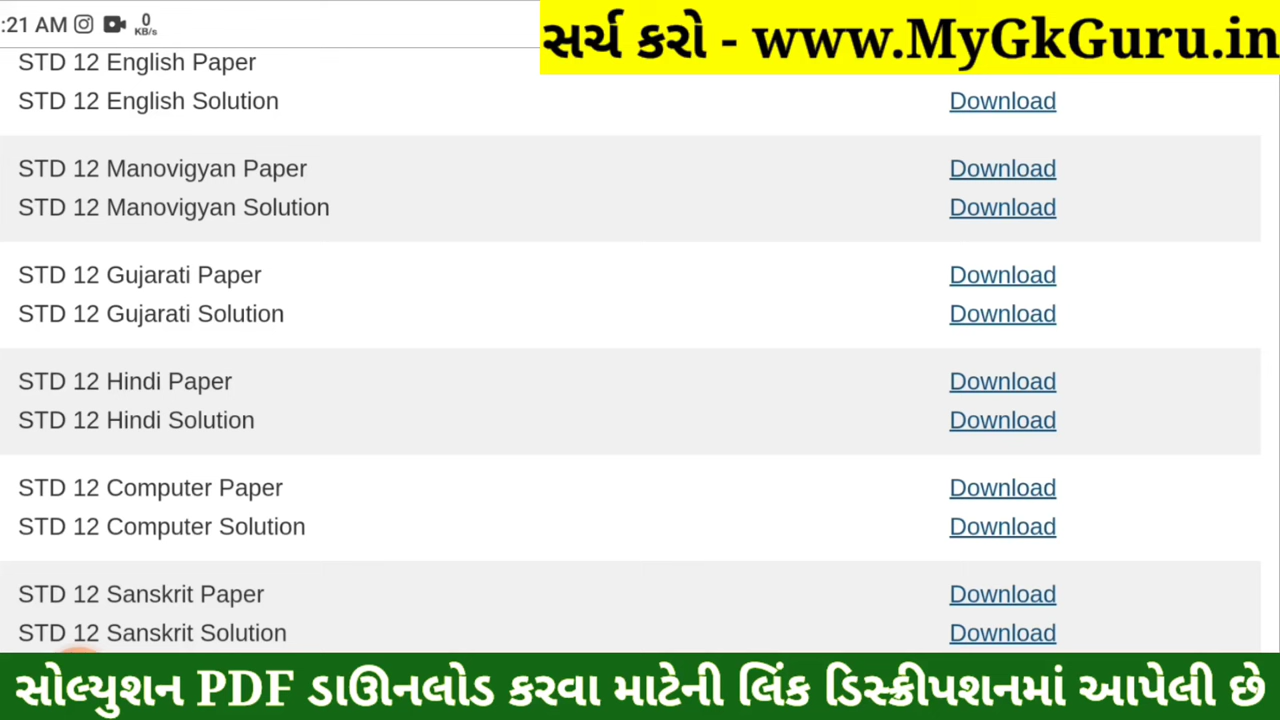 :21 AM 0 KB/s
સર્ચ કરો - www.MyGkGuru.in
STD 12 English Paper
STD 12 English Solution Download
STD 12 Manovigyan Paper Download
STD 12 Manovigyan Solution Download
STD 12 Gujarati Paper Download
STD 12 Gujarati Solution Download
STD 12 Hindi Paper Download
STD 12 Hindi Solution Download
STD 12 Computer Paper Download
STD 12 Computer Solution Download
STD 12 Sanskrit Paper Download
STD 12 Sanskrit Solution Download
સોલ્યુશન PDF ડાઊનલોડ કરવા માટેની લિંક ડિસ્ક્રીપશનમાં આપેલી છે